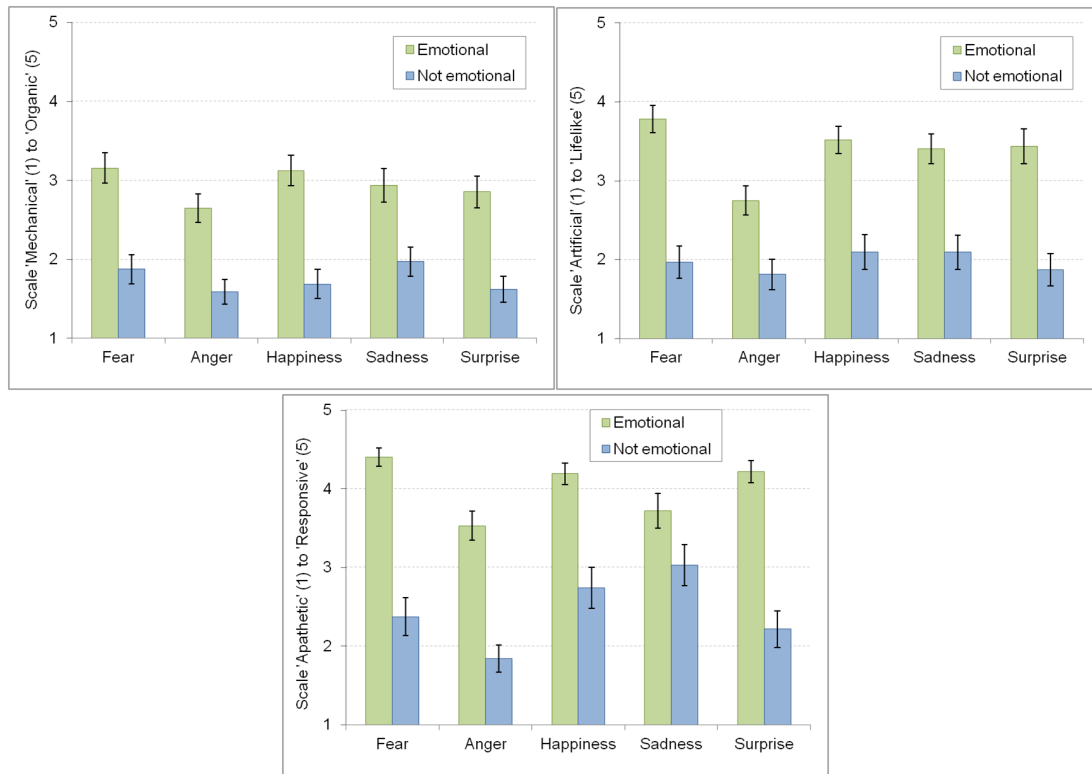 Scale 'Mechanical' (1) to 'Organic' (5)
5
4
3
2
1
Emotional
Not emotional
Fear Anger Happiness Sadness Surprise
Scale 'Artificial' (1) to 'Lifelike' (5)
5
4
3
2
1
Emotional
Not emotional
Fear Anger Happiness Sadness Surprise
Scale 'Apathetic' (1) to 'Responsive' (5)
5
4
3
2
1
Emotional
Not emotional
Fear Anger Happiness Sadness Surprise